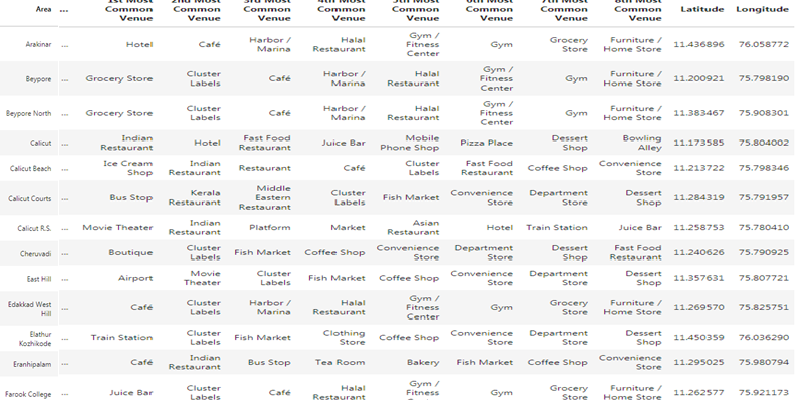 Area ... 1st Most Common Venue 2nd Most Common Venue 3rd Most Common Venue 4th Most Common Venue 5th Most Common Venue 6th Most Common Venue 7th Most Common Venue 8th Most Common Venue Latitude Longitude
Arakinar ... Hotell Café Harbor / Marina Halal Restaurant Gym / Fitness Center Gym Grocery Store Furniture / Home Store 11.436896 76.058772
Beypore ... Grocery Store Cluster Labels Café Harbor / Marina Halal Restaurant Gym / Fitness Center Gym Furniture / Home Store 11.200921 75.798190
Beypore North ... Grocery Store Cluster Labels Café Harbor / Marina Halal Restaurant Gym / Fitness Center Gym Furniture / Home Store 11.383467 75.908301
Calicut ... Indian Restaurant Hotel Fast Food Restaurant Juice Bar Mobile Phone Shop Pizza Place Dessert Shop Bowling Alley 11.173585 75.804002
Calicut Beach ... Ice Cream Shop Indian Restaurant Restaurant Café Cluster Labels Fast Food Restaurant Coffee Shop Convenience Store 11.213722 75.798346
Calicut Courts ... Bus Stop Kerala Restaurant Middle Eastern Restaurant Cluster Labels Fish Market Convenience Store Department Store Dessert Shop 11.284319 75.791957
Calicut R.S. ... Movie Theater Indian Restaurant Platform Market Asian Restaurant Hotel Train Station Juice Bar 11.258753 75.780410
Cheruvadi ... Boutique Cluster Labels Fish Market Coffee Shop Convenience Store Department Store Dessert Shop Fast Food Restaurant 11.240626 75.790925
East Hill ... Airport Movie Theater Cluster Labels Fish Market Coffee Shop Convenience Store Department Store Dessert Shop 11.357631 75.807721
Edakkad West Hill ... Café Cluster Labels Harbor / Marina Halal Restaurant Gym / Fitness Center Gym Grocery Store Furniture / Home Store 11.269570 75.825751
Elathur Kozhikode ... Train Station Cluster Labels Fish Market Clothing Store Coffee Shop Convenience Store Department Store Dessert Shop 11.450359 76.036290
Eranhipalam ... Café Indian Restaurant Bus Stop Tea Room Bakery Fish Market Coffee Shop Convenience Store 11.295025 75.980794
Farook College ... Juice Bar Cluster Labels Café Halal Restaurant Gym / Fitness Center Gym Grocery Store Furniture / Home Store 11.262577 75.921173